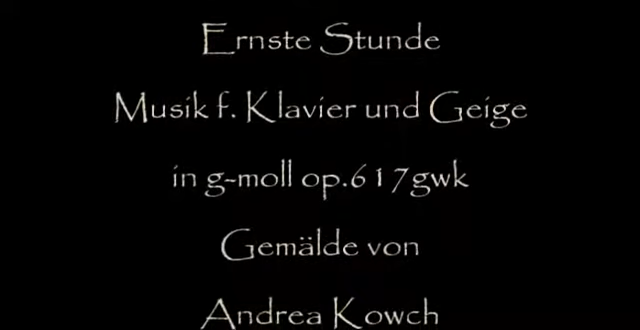 Ernste Stunde
Musik f. Klavier und Geige
in g-moll op.617gwk
Gemälde von
Andrea Kowch